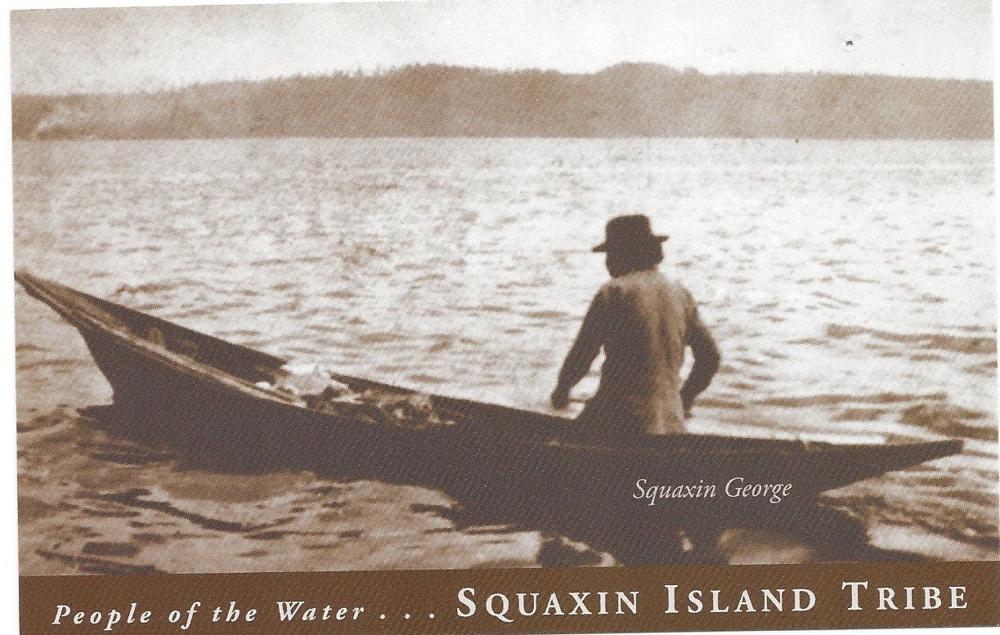 Squaxin George
People of the Water . . . SQUAXIN ISLAND TRIBE